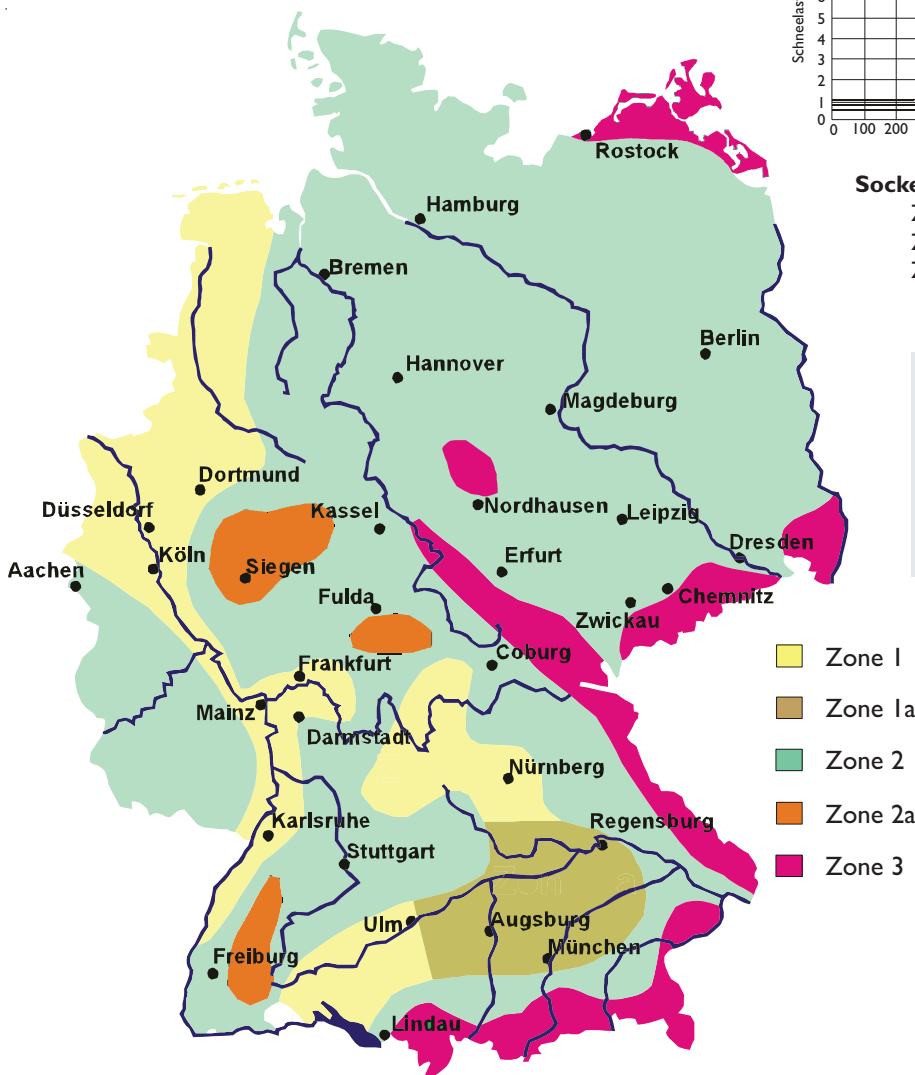 Schneelas
5
4
3
2
1
0
0 100 200
Rostock
Socke
Hamburg
Bremen
Berlin
Hannover
Magdeburg
Dortmund
Düsseldorf
Kassel
Nordhausen
Leipzig
Dresden
Köln
Aachen
Siegen
Erfurt
Fulda
Chemnitz
Zwickau
Coburg
Frankfurt
Mainz
Darmstadt
Nürnberg
Karlsruhe
Regensburg
Stuttgart
Zon a
Ulm
Augsburg
München
Freiburg
Lindau
Zone 1
Zone 1a
Zone 2
Zone 2a
Zone 3